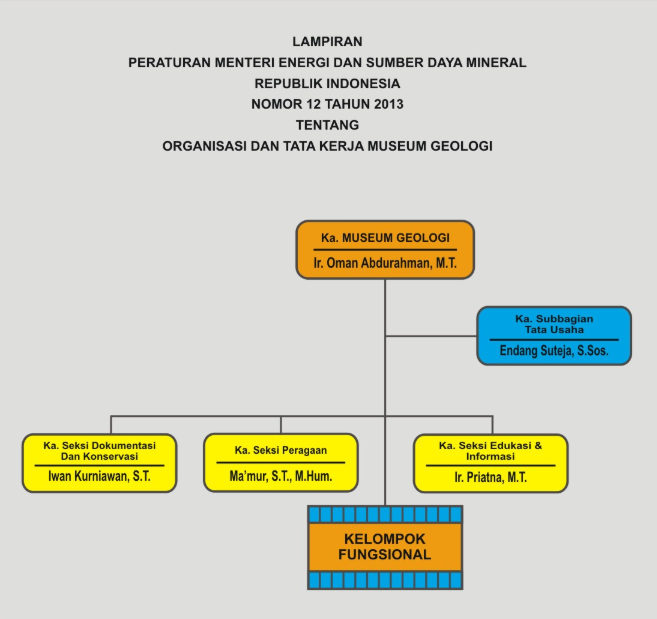 LAMPIRAN
PERATURAN MENTERI ENERGI DAN SUMBER DAYA MINERAL
REPUBLIK INDONESIA
NOMOR 12 TAHUN 2013
TENTANG
ORGANISASI DAN TATA KERJA MUSEUM GEOLOGI
Ka. MUSEUM GEOLOGI
Ir. Oman Abdurahman, M.T.
Ka. Subbagian
Tata Usaha
Endang Suteja, S.Sos.
Ka. Seksi Dokumentasi
Dan Konservasi
Iwan Kurniawan, S.T.
Ka. Seksi Peragaan
Ma'mur, S.T., M.Hum.
Ka. Seksi Edukasi &
Informasi
Ir. Priatna, M.T.
KELOMPOK
FUNGSIONAL